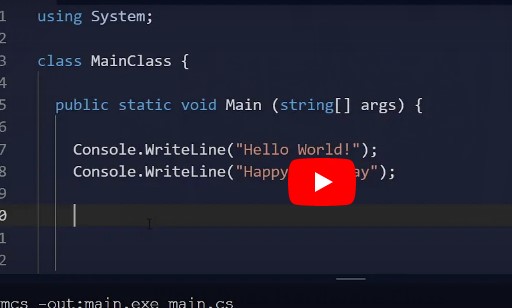 1 using System;
2
3 class MainClass {
4
5 public static void Main (string[] args) {
6
7 Console.WriteLine("Hello World!");
8 Console.WriteLine("Happy ay");
9
0
1
2
mcs -out:main.exe main.cs